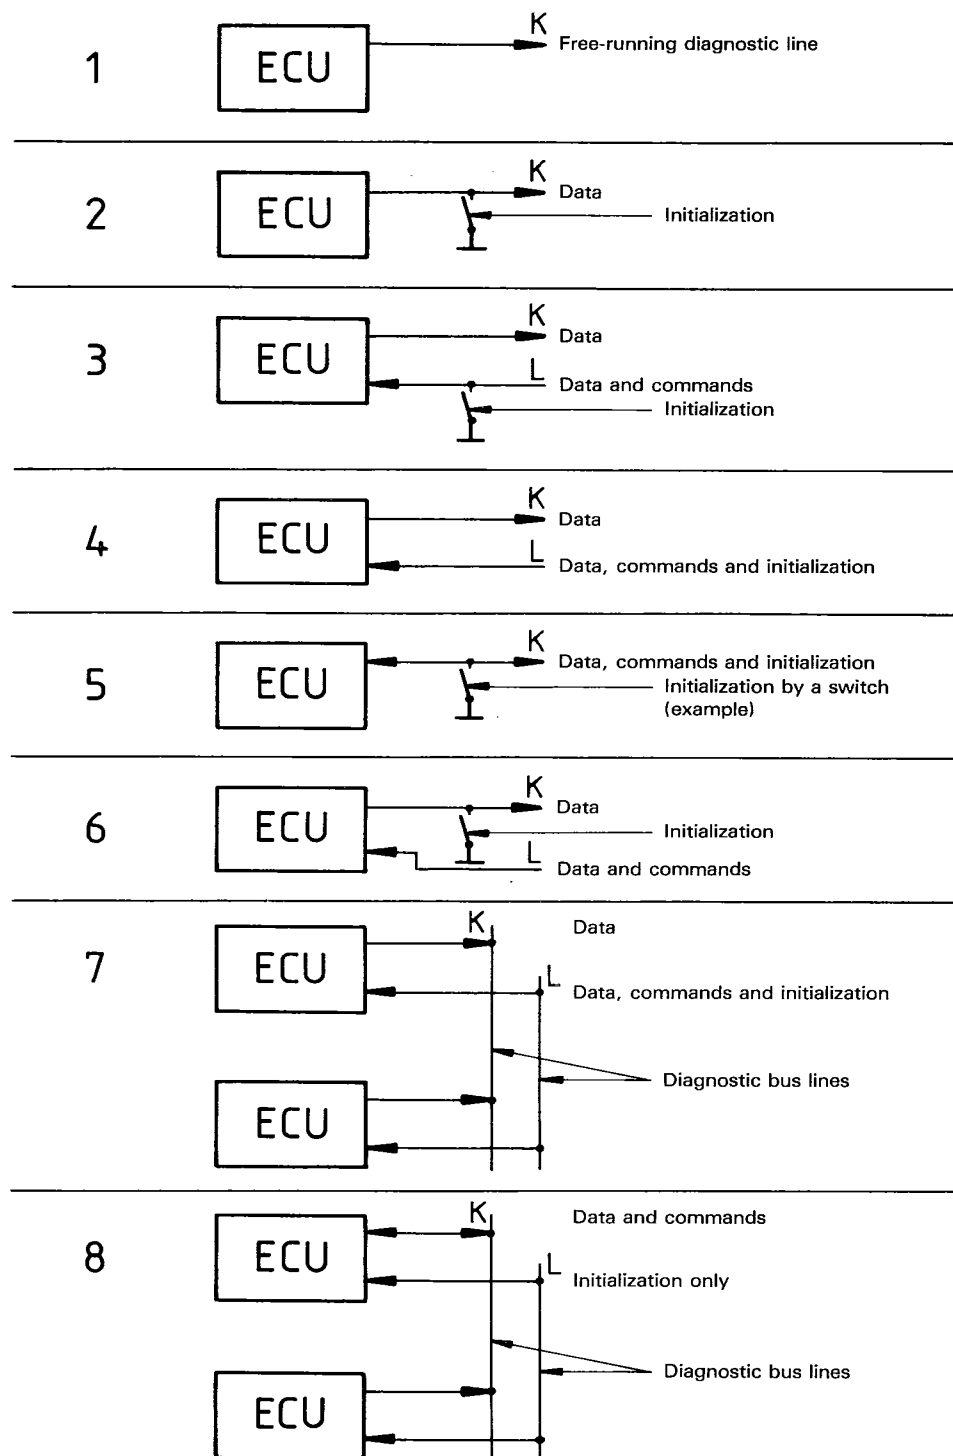 K
1 ECU Free-running diagnostic line
K
2 ECU Data
Initialization
K
Data
3 ECU
L
Data and commands
Initialization
K
Data
4 ECU
L
Data, commands and initialization
K
Data, commands and initialization
5 ECU Initialization by a switch
(example)
K
Data
6 ECU Initialization
L
Data and commands
K Data
7 ECU L
Data, commands and initialization
Diagnostic bus lines
ECU
K Data and commands
8 ECU L
Initialization only
Diagnostic bus lines
ECU